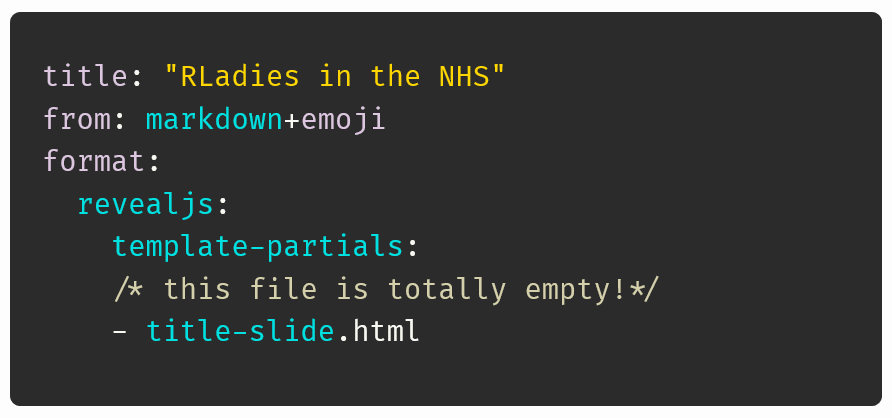 title: "RLadies in the NHS"
from: markdown+emoji
format:
  revealjs:
    template-partials:
    /* this file is totally empty!*/
    - title-slide.html